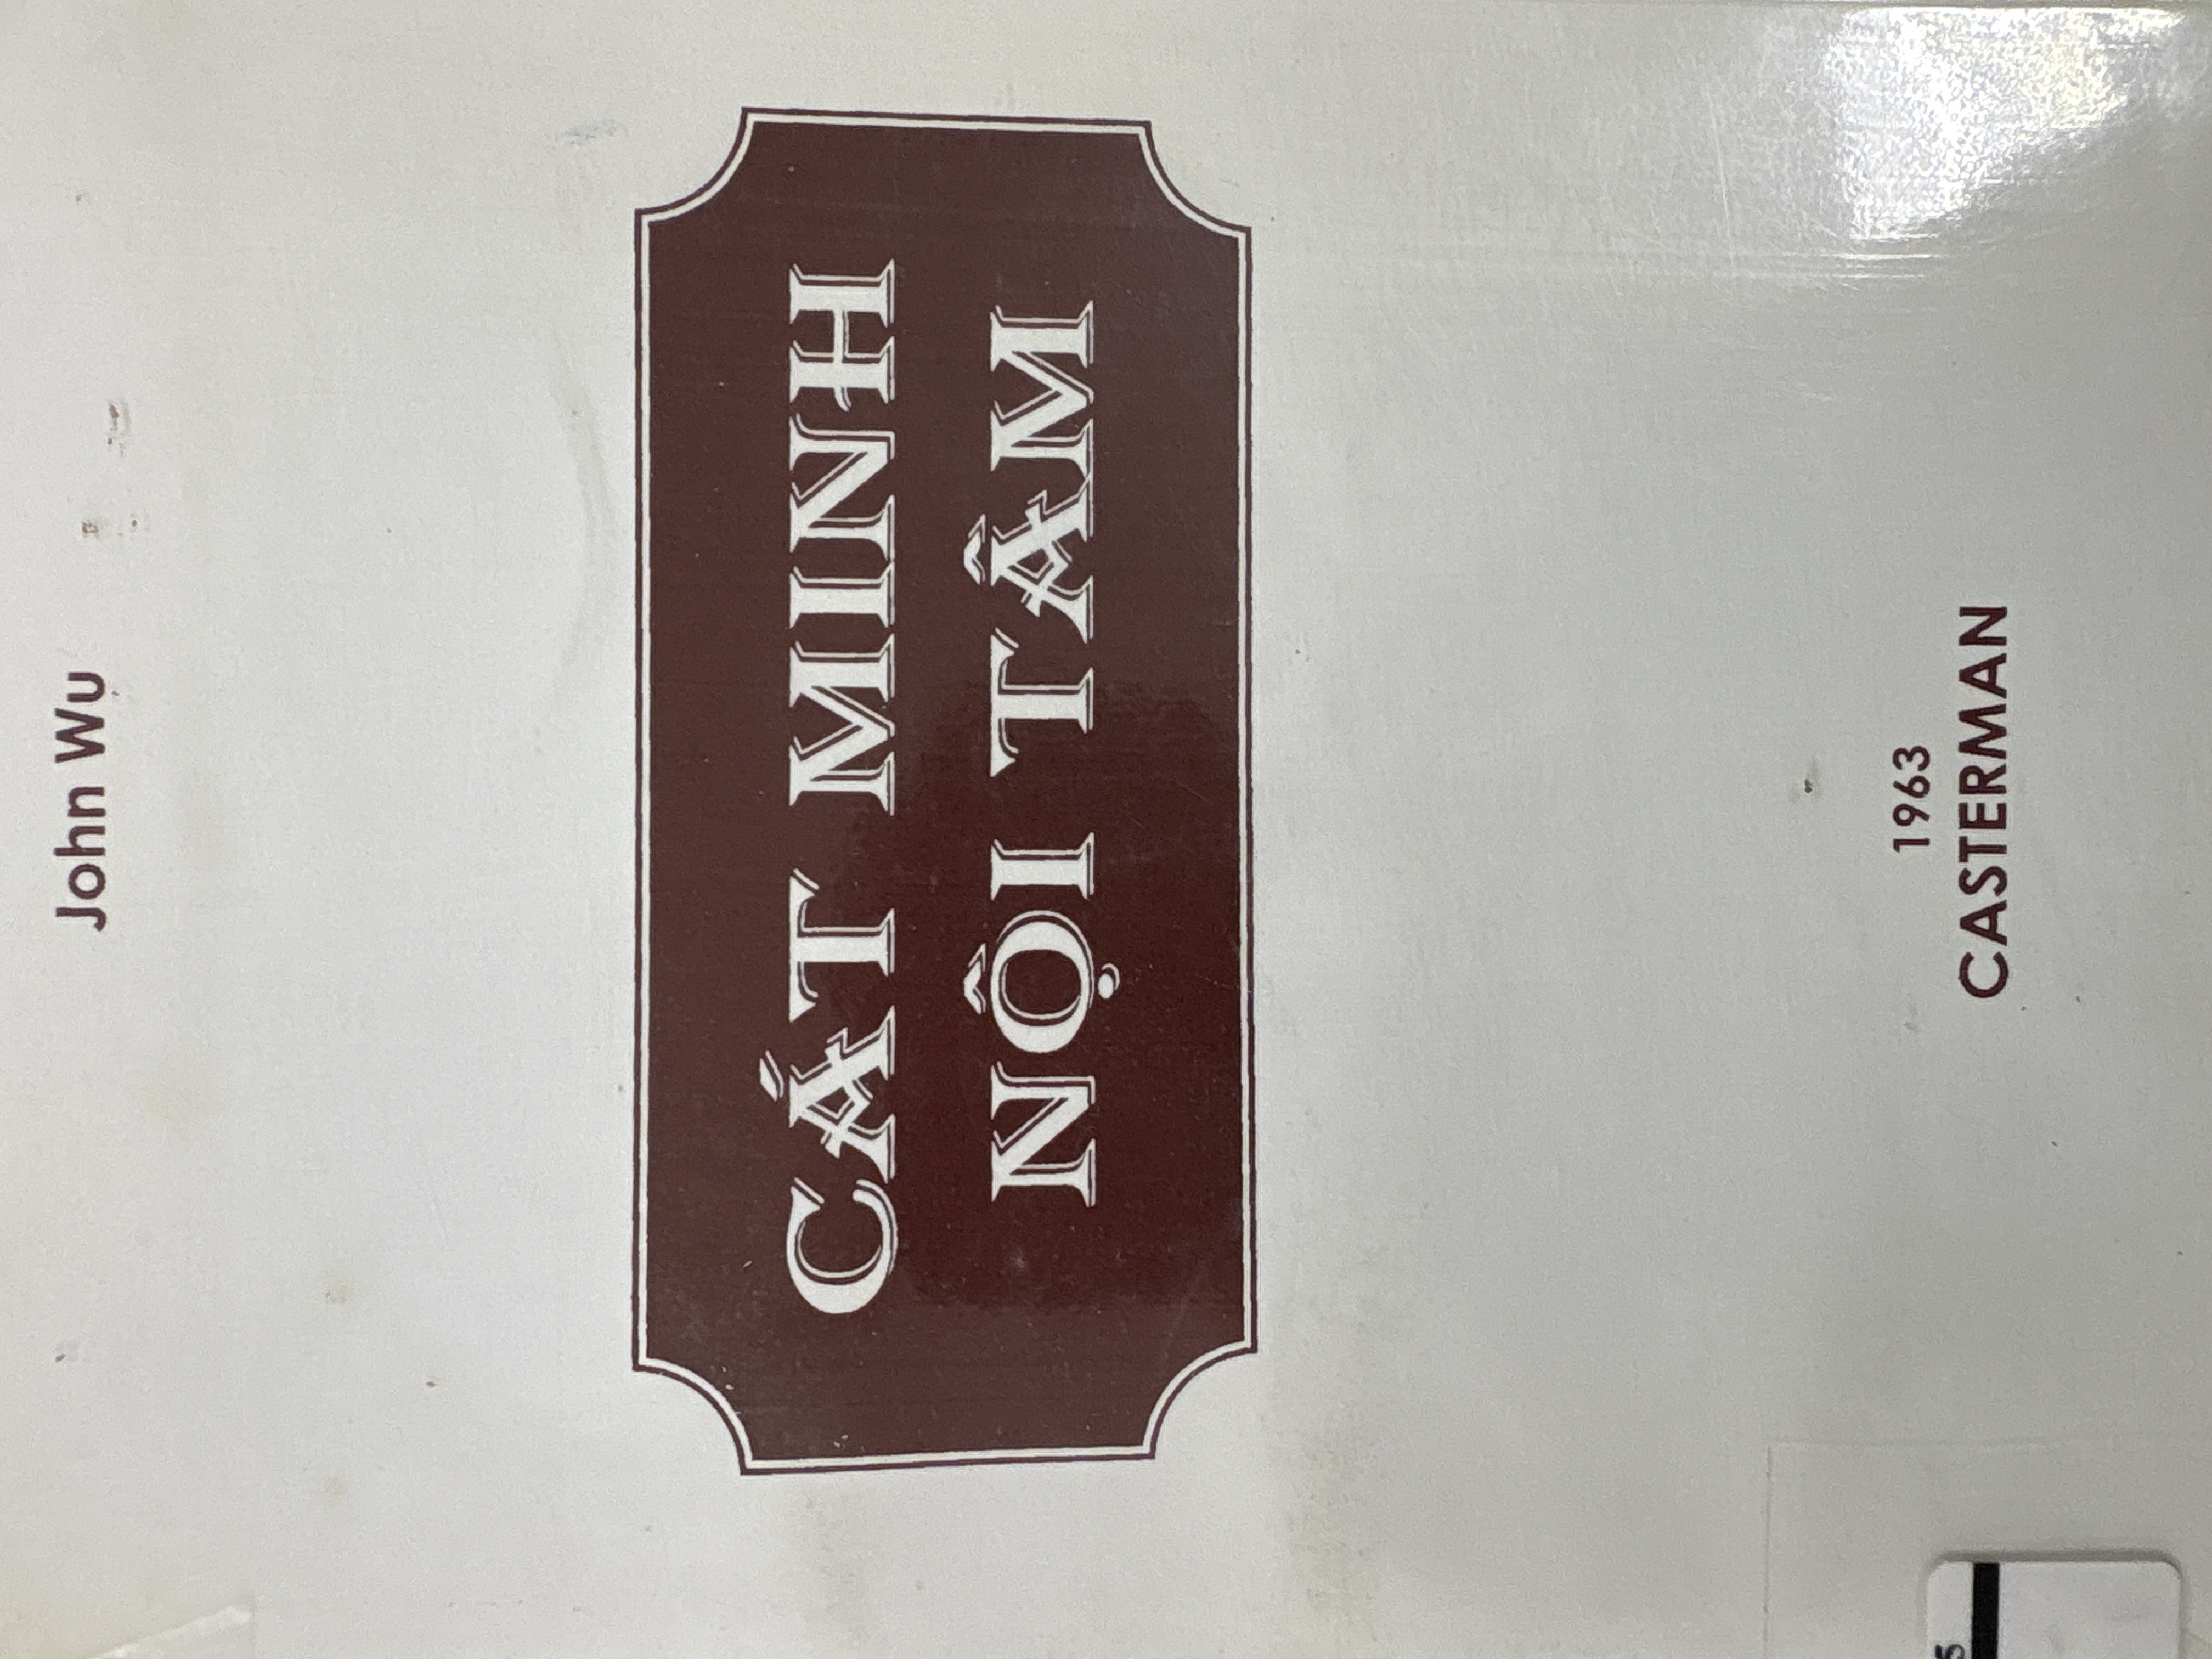 John Wu
CÁT MINH
NỘI TÂM
1963
CASTERMAN